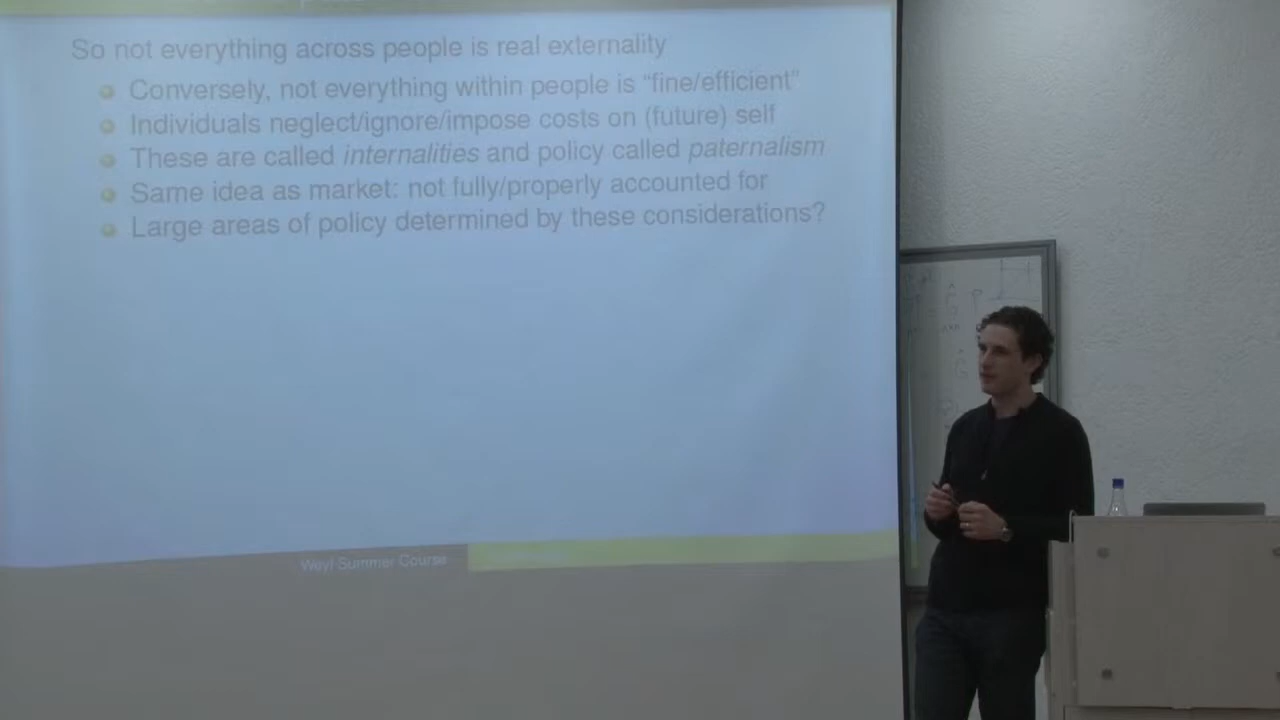 So not everything across people is real externality
Conversely, not everything within people is “fine/efficient”
Individuals neglect/ignore/impose costs on (future) self
These are called internalities and policy called paternalism
Same idea as market: not fully/properly accounted for
Large areas of policy determined by these considerations?
Weyl Summer Course